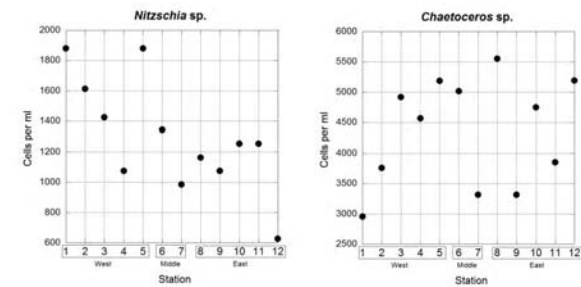 Nitzschia sp.
2000
1800
1600
1400
1200
1000
800
600
Cells per ml
1 2 3 4 5 6 7 8 9 10 11 12
West Middle East
Station
Chaetoceros sp.
6000
5500
5000
4500
4000
3500
3000
2500
Cells per ml
1 2 3 4 5 6 7 8 9 10 11 12
West Middle East
Station